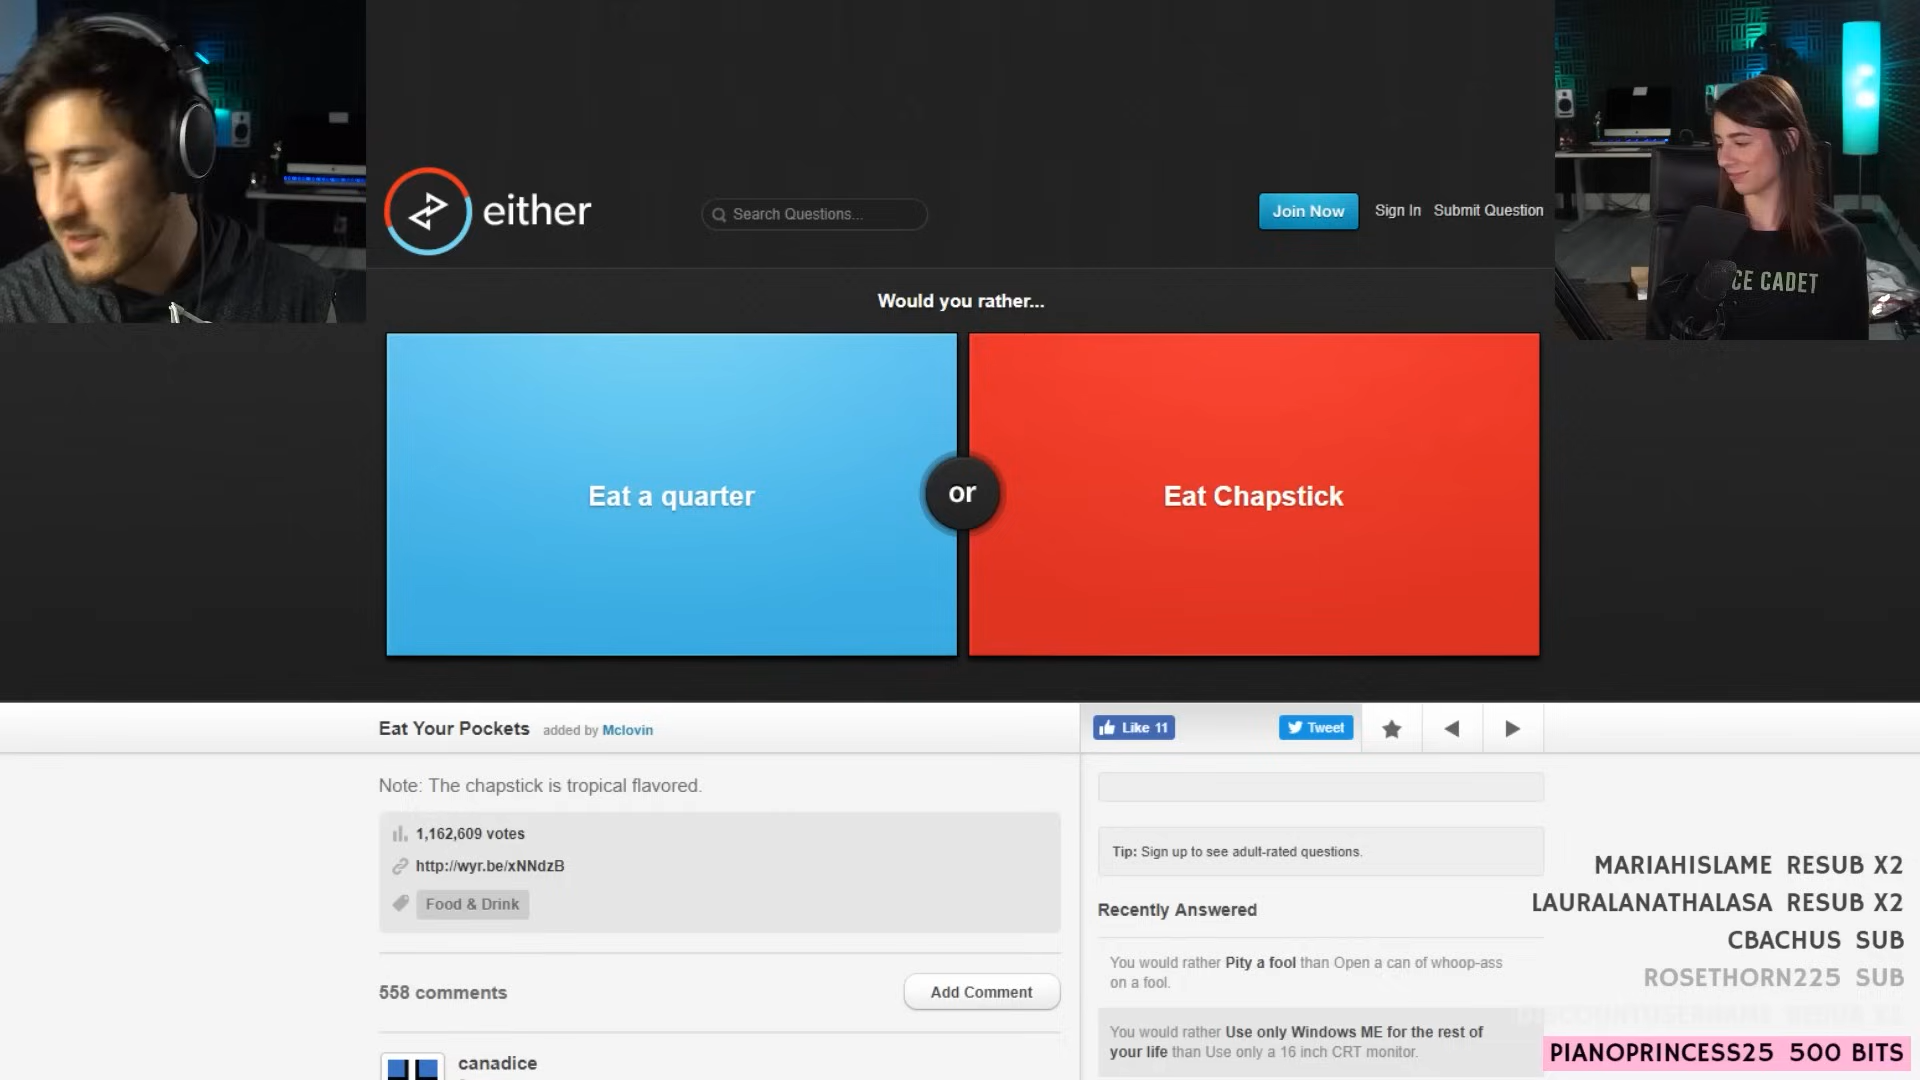 either
Search Questions...
Join Now
Sign In
Submit Question
CE CADET
Would you rather...
Eat a quarter
or
Eat Chapstick
Eat Your Pockets added by Mclovin
Like 11
Tweet
Note: The chapstick is tropical flavored.
1,162,609 votes
http://wyr.be/xNNdzB
Food & Drink
558 comments
Add Comment
canadice
Tip: Sign up to see adult-rated questions.
Recently Answered
You would rather Pity a fool than Open a can of whoop-ass
on a fool.
You would rather Use only Windows ME for the rest of
your life than Use only a 16 inch CRT monitor.
MARIAHISLAME RESUB X2
LAURALANATHALASA RESUB X2
CBACHUS SUB
ROSETHORN225 SUB
PIANOPRINCESS25 500 BITS